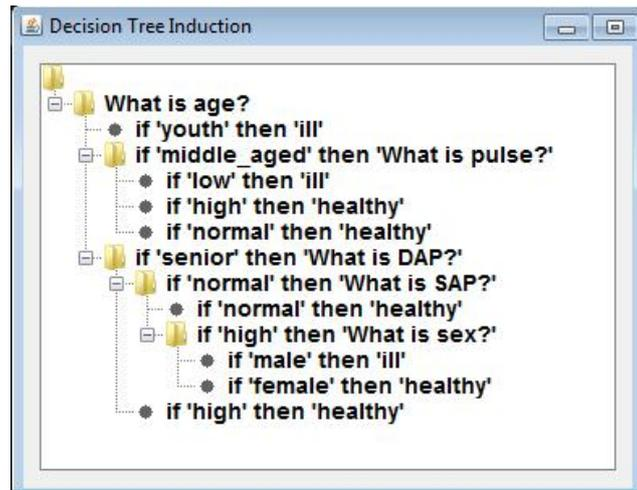 Decision Tree Induction
What is age?
if 'youth' then 'ill'
if 'middle_aged' then 'What is pulse?'
if 'low' then 'ill'
if 'high' then 'healthy'
if 'normal' then 'healthy'
if 'senior' then 'What is DAP?'
if 'normal' then 'What is SAP?'
if 'normal' then 'healthy'
if 'high' then 'What is sex?'
if 'male' then 'ill'
if 'female' then 'healthy'
if 'high' then 'healthy'